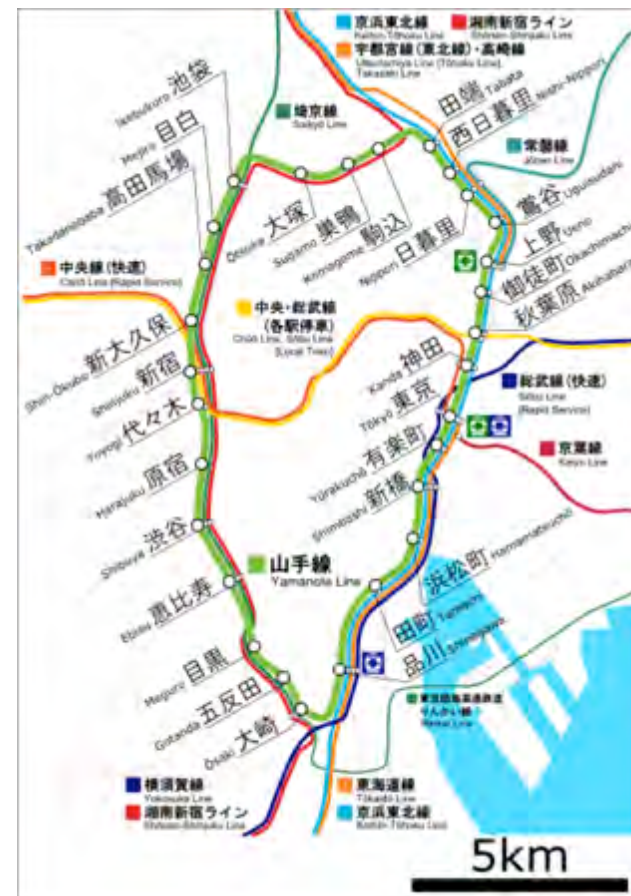 京浜東北線
Keihin-Tōhoku Line
湘南新宿ライン
Shōnan-Shinjuku Line
宇都宮線(東北線)・高崎線
Utsunomiya Line (Tōhoku Line),
Takasaki Line
田端 Tabata
西日暮里 Nishi-Nippori
池袋
Ikebukuro
埼京線
Saikyō Line
目白
Mejiro
常磐線
Jōban Line
高田馬場
Takadanobaba
大塚
Ōtsuka
巣鴨
Sugamo
駒込
Komagome
日暮里
Nippori
鶯谷 Uguisudani
上野 Ueno
御徒町 Okachimachi
秋葉原 Akihabara
中央線(快速)
Chūō Line (Rapid Service)
中央・総武線
(各駅停車)
Chūō Line, Sōbu Line
(Local Train)
新大久保
Shin-Ōkubo
神田
Kanda
新宿
Shinjuku
東京
Tōkyō
総武線(快速)
Sōbu Line
(Rapid Service)
代々木
Yoyogi
有楽町
Yūrakuchō
京葉線
Keiyō Line
原宿
Harajuku
新橋
Shimbashi
渋谷
Shibuya
山手線
Yamanote Line
浜松町 Hamamatsuchō
恵比寿
Ebisu
田町 Tamachi
品川 Shinagawa
目黒
Meguro
五反田
Gotanda
りんかい線
Rinkai Line
大崎
Ōsaki
横須賀線
Yokosuka Line
湘南新宿ライン
Shōnan-Shinjuku Line
東海道線
Tōkaidō Line
京浜東北線
Keihin-Tōhoku Line
5km